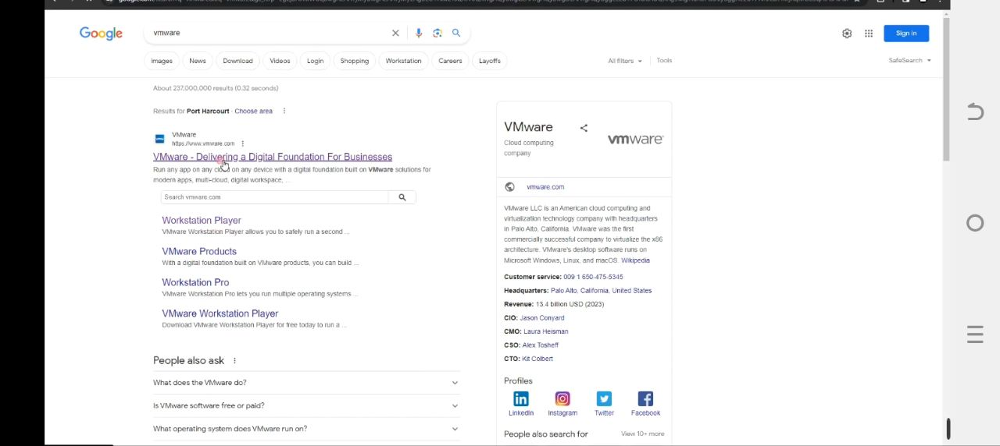 Google
vmware
Sign in
Images
News
Download
Videos
Login
Shopping
Workstation
Careers
Layoffs
All filters
Tools
SafeSearch
About 237,000,000 results (0.32 seconds)
Results for Port Harcourt · Choose area
VMware
https://www.vmware.com
VMware - Delivering a Digital Foundation For Businesses
Run any app on any cloud on any device with a digital foundation built on VMware solutions for
modern apps, multi-cloud, digital workspace, ...
Search vmware.com
Workstation Player
VMware Workstation Player allows you to safely run a second ...
VMware Products
With a digital foundation built on VMware products, you can build ...
Workstation Pro
VMware Workstation Pro lets you run multiple operating systems ...
VMware Workstation Player
Download VMware Workstation Player for free today to run a ...
People also ask
What does the VMware do?
Is VMware software free or paid?
What operating system does VMware run on?
VMware
Cloud computing
company
vmware
vmware.com
VMware LLC is an American cloud computing and
virtualization technology company with headquarters
in Palo Alto, California. VMware was the first
commercially successful company to virtualize the x86
architecture. VMware's desktop software runs on
Microsoft Windows, Linux, and macOS. Wikipedia
Customer service: 009 1 650-475-5345
Headquarters: Palo Alto, California, United States
Revenue: 13.4 billion USD (2023)
CIO: Jason Conyard
CMO: Laura Heisman
CSO: Alex Tosheff
CTO: Kit Colbert
Profiles
LinkedIn
Instagram
Twitter
Facebook
People also search for
View 10+ more